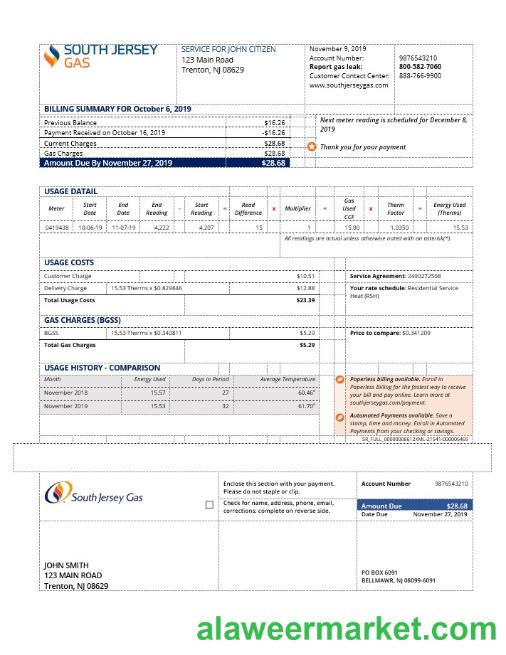 SOUTH JERSEY
GAS
SERVICE FOR JOHN CITIZEN
123 Main Road
Trenton, NJ 08629
November 9, 2019
Account Number: 9876543210
Report gas leak: 800-582-7060
Customer Contact Center: 888-766-9900
www.southjerseygas.com
BILLING SUMMARY FOR October 6, 2019
Previous Balance $16.26
Payment Received on October 16, 2019 -$16.26
Current Charges $28.68
Gas Charges $28.68
Amount Due By November 27, 2019 $28.68
Next meter reading is scheduled for December 8,
2019
Thank you for your payment
USAGE DATAIL
Meter Start Date End Date End Reading - Start Reading = Read Difference x Multiplier = Gas Used CCF x Therm Factor = Energy Used (Therms)
0419438 10-06-19 11-07-19 4,222 4,207 15 1 15.00 1.0350 15.53
All readings are actual unless otherwise noted with an asterisk(*).
USAGE COSTS
Customer Charge $10.51
Delivery Charge 15.53 Therms x $0.829846 $12.88
Total Usage Costs $23.39
Service Agreement: 2490272508
Your rate schedule: Residential Service
Heat (RSH)
GAS CHARGES (BGSS)
BGSS 15.53 Therms x $0.340811 $5.29
Total Gas Charges $5.29
Price to compare: $0.341209
USAGE HISTORY - COMPARISON
Month Energy Used Days in Period Average Temperature
November 2018 15.57 27 60.46°
November 2019 15.53 32 61.70°
Paperless billing available. Enroll in
Paperless Billing for the fastest way to receive
your bill and pay online. Learn more at
southjerseygas.com/payment.
Automated Payments available. Save a
stamp, time and money. Enroll in Automated
Payments from your checking or savings.
South Jersey Gas
Enclose this section with your payment.
Please do not staple or clip.
Check for name, address, phone, email,
corrections: complete on reverse side.
Account Number 9876543210
Amount Due $28.68
Date Due November 27, 2019
JOHN SMITH
123 MAIN ROAD
Trenton, NJ 08629
PO BOX 6091
BELLMAWR, NJ 08099-6091
alaweermarket.com